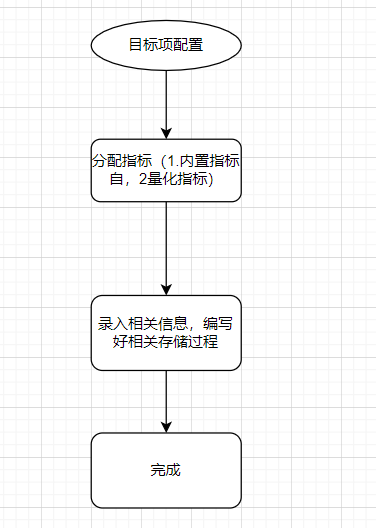 目标项配置
分配指标（1.内置指标
自，2量化指标）
录入相关信息，编写
好相关存储过程
完成